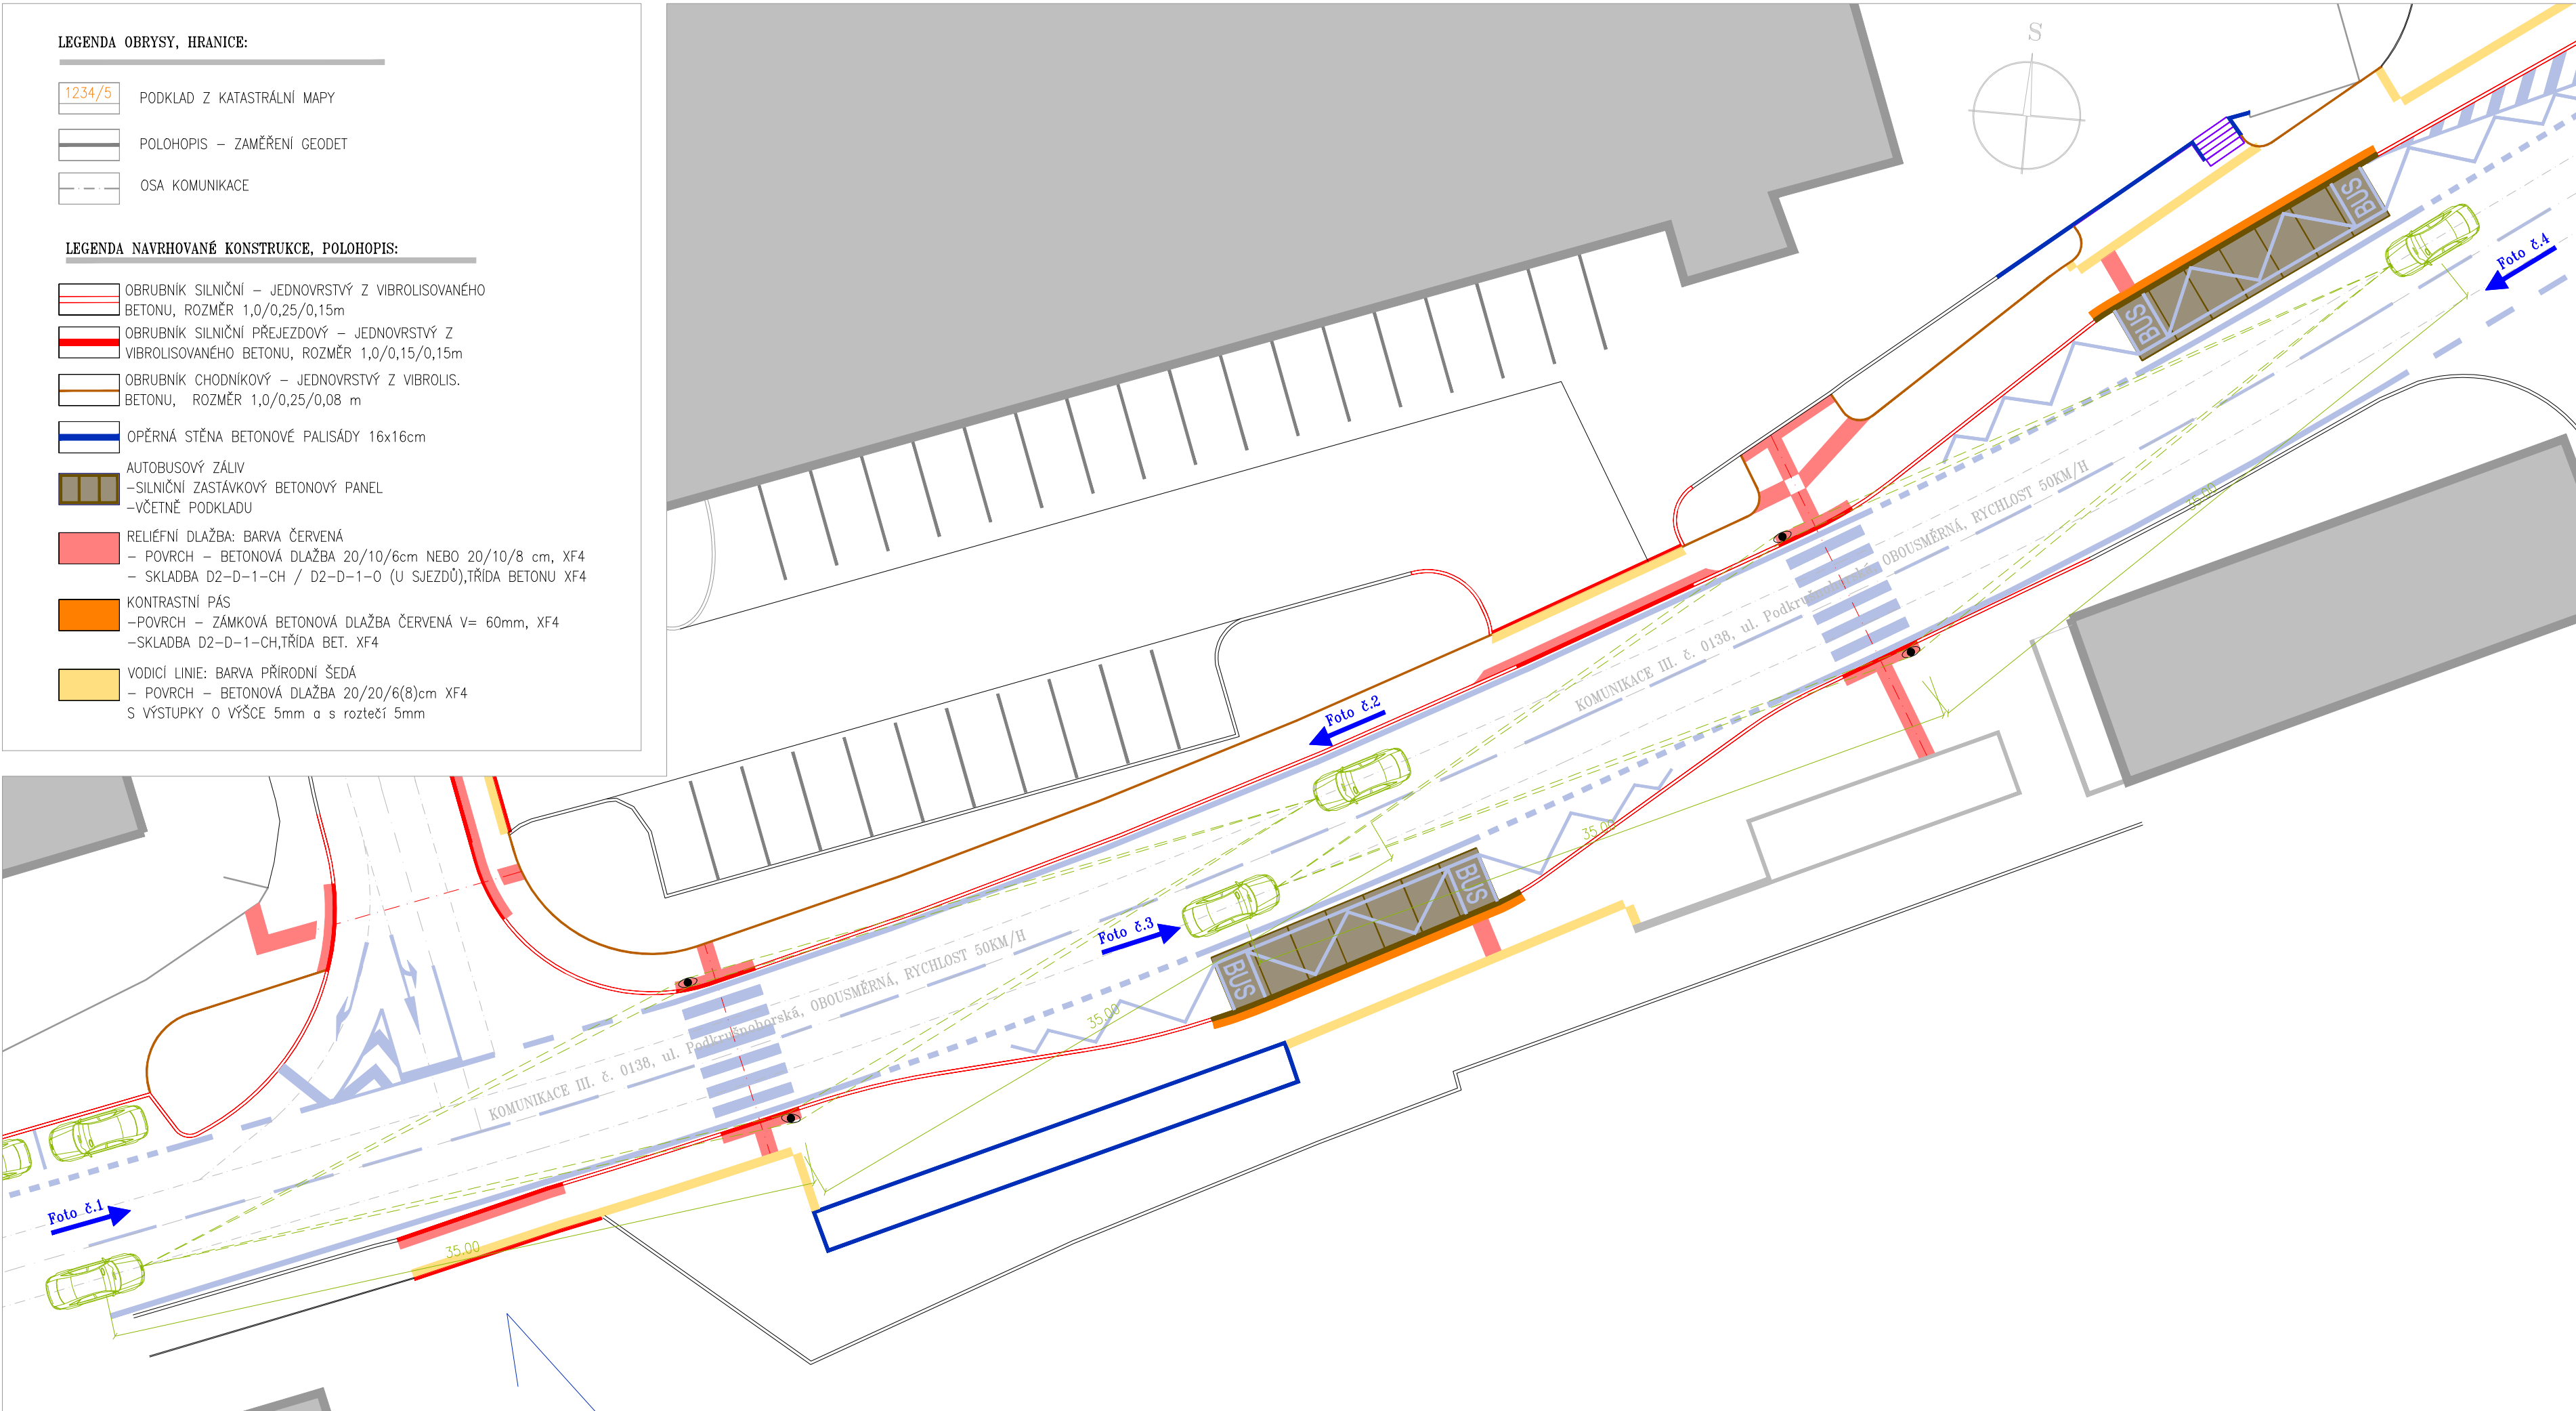 LEGENDA OBRYSY, HRANICE:
1234/5
PODKLAD Z KATASTRÁLNÍ MAPY
POLOHOPIS – ZAMĚŘENÍ GEODET
OSA KOMUNIKACE
LEGENDA NAVRHOVANÉ KONSTRUKCE, POLOHOPIS:
OBRUBNÍK SILNIČNÍ – JEDNOVRSTVÝ Z VIBROLISOVANÉHO
BETONU, ROZMĚR 1,0/0,25/0,15m
OBRUBNÍK SILNIČNÍ PŘEJEZDOVÝ – JEDNOVRSTVÝ Z
VIBROLISOVANÉHO BETONU, ROZMĚR 1,0/0,15/0,15m
OBRUBNÍK CHODNÍKOVÝ – JEDNOVRSTVÝ Z VIBROLIS.
BETONU, ROZMĚR 1,0/0,25/0,08 m
OPĚRNÁ STĚNA BETONOVÉ PALISÁDY 16x16cm
AUTOBUSOVÝ ZÁLIV
–SILNIČNÍ ZASTÁVKOVÝ BETONOVÝ PANEL
–VČETNĚ PODKLADU
RELIÉFNÍ DLAŽBA: BARVA ČERVENÁ
– POVRCH – BETONOVÁ DLAŽBA 20/10/6cm NEBO 20/10/8 cm, XF4
– SKLADBA D2–D–1–CH / D2–D–1–O (U SJEZDŮ),TŘÍDA BETONU XF4
KONTRASTNÍ PÁS
–POVRCH – ZÁMKOVÁ BETONOVÁ DLAŽBA ČERVENÁ V= 60mm, XF4
–SKLADBA D2–D–1–CH,TŘÍDA BET. XF4
VODICÍ LINIE: BARVA PŘÍRODNÍ ŠEDÁ
– POVRCH – BETONOVÁ DLAŽBA 20/20/6(8)cm XF4
S VÝSTUPKY O VÝŠCE 5mm a s roztečí 5mm
S
BUS
BUS
Foto č.4
35.00
KOMUNIKACE III. č. 0138, ul. Podkrušnohorská, OBOUSMĚRNÁ, RYCHLOST 50KM/H
Foto č.2
35.00
BUS
Foto č.3
BUS
35.00
KOMUNIKACE III. č. 0138, ul. Podkrušnohorská, OBOUSMĚRNÁ, RYCHLOST 50KM/H
Foto č.1
35.00